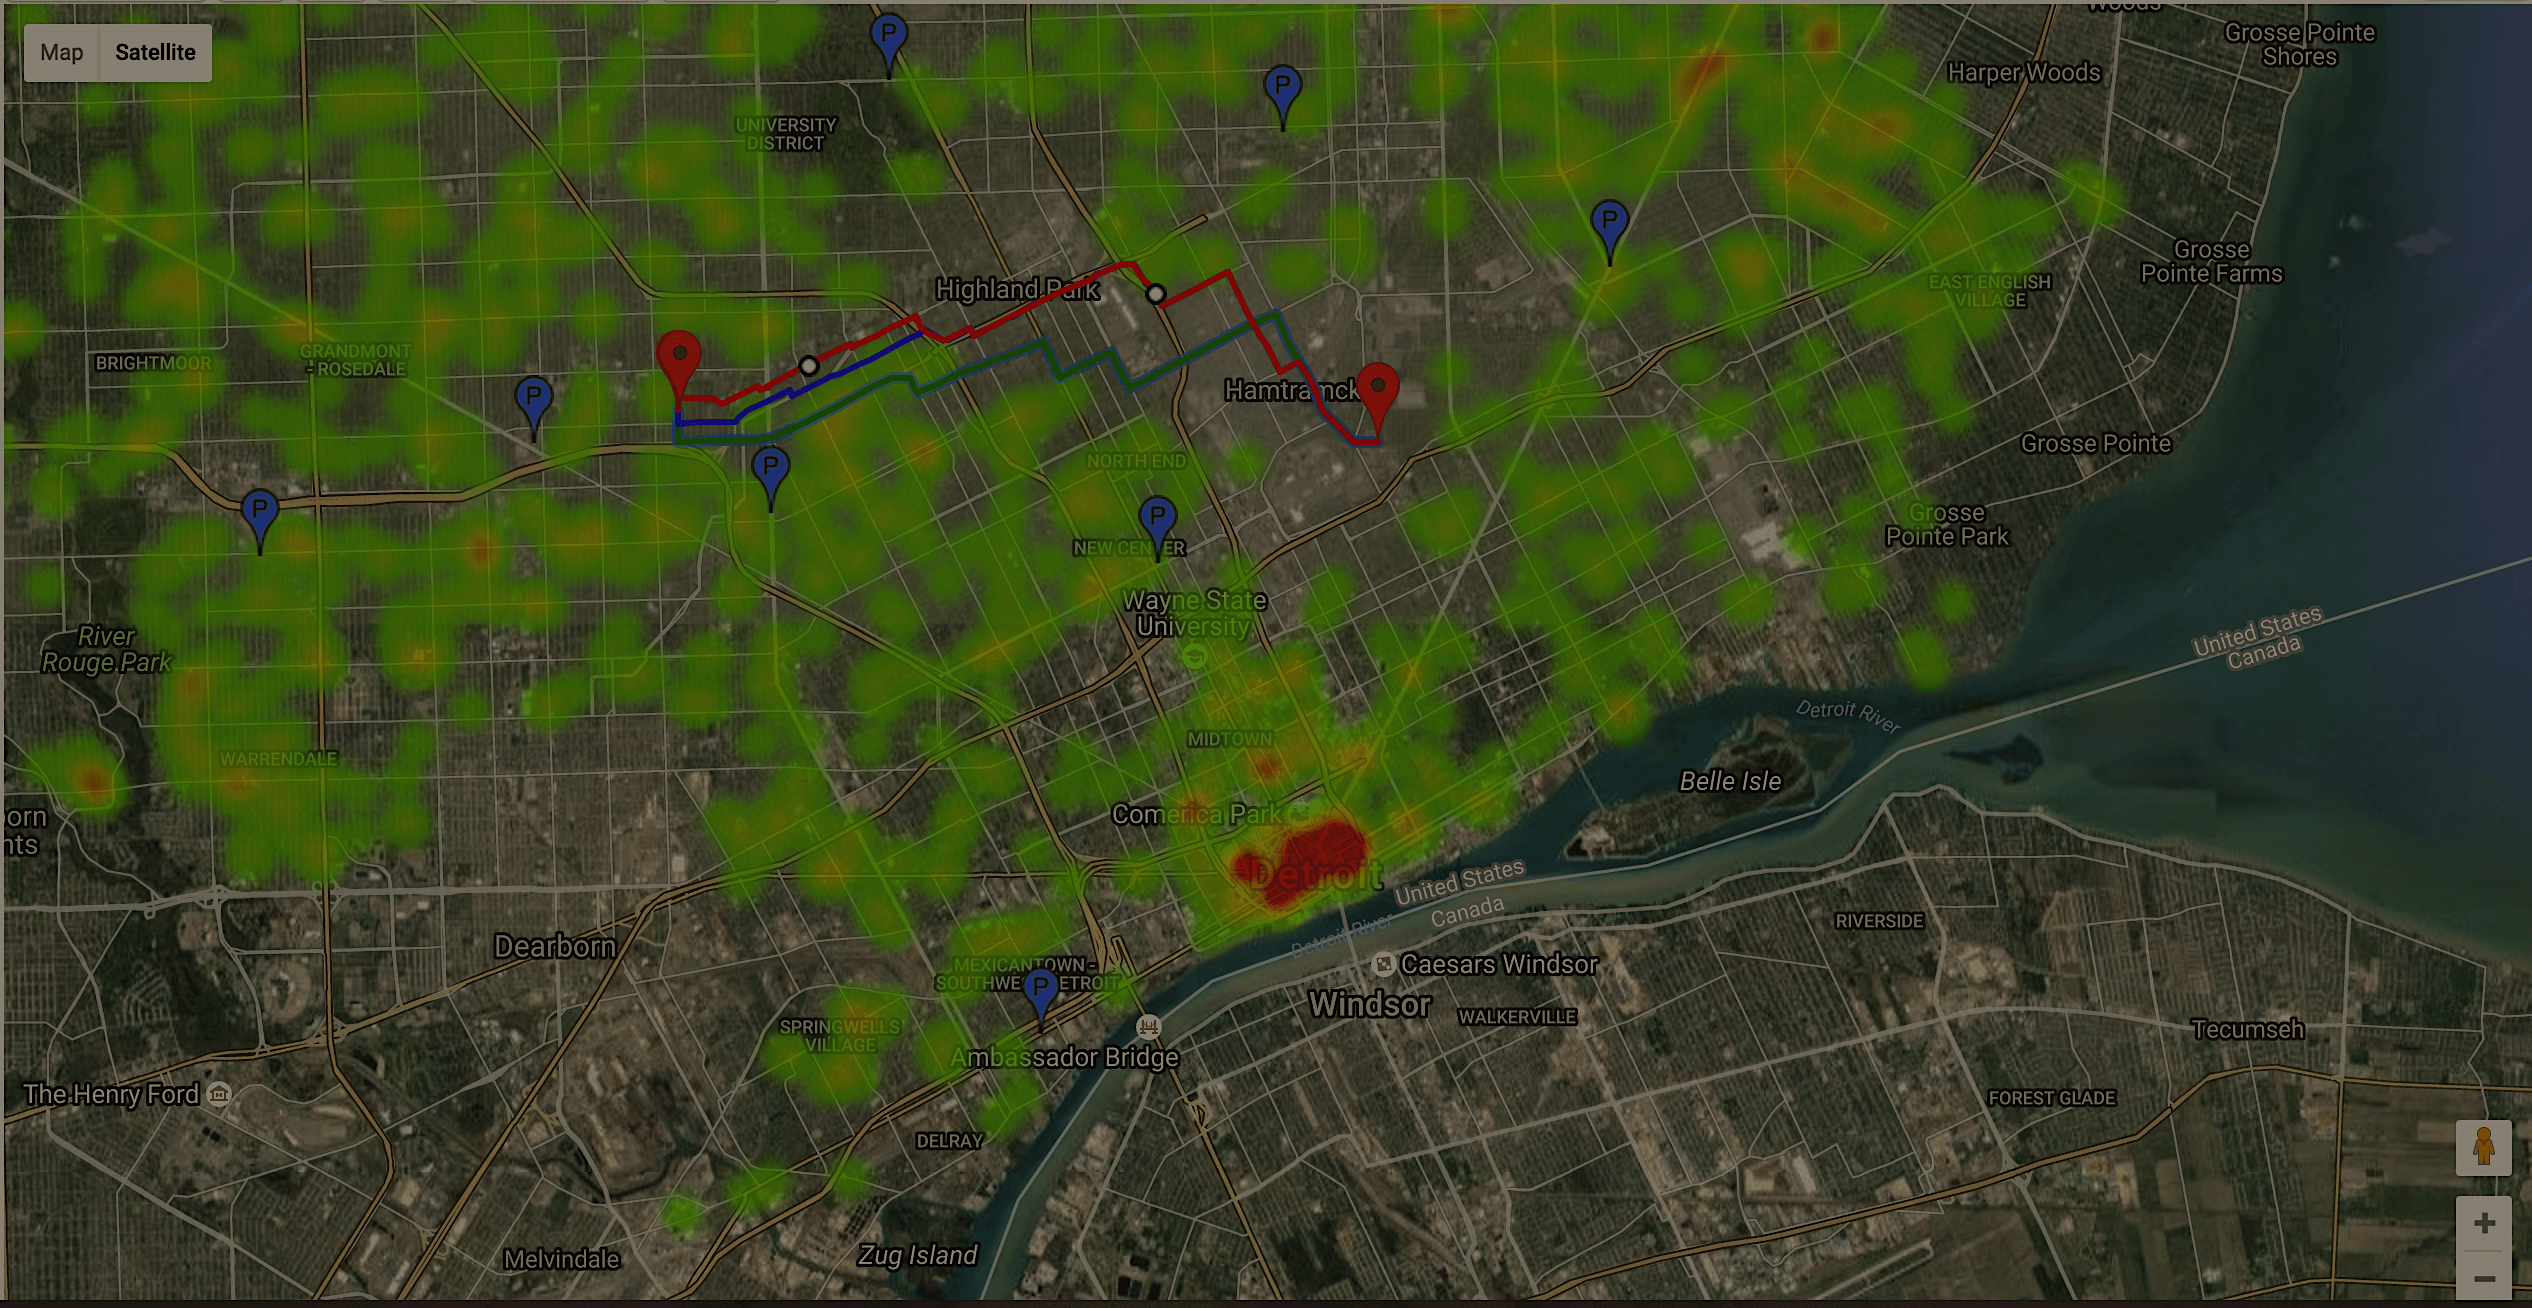 Woods
Grosse Pointe
Shores
Map
Satellite
P
Harper Woods
P
UNIVERSITY
DISTRICT
P
Grosse
Pointe Farms
Highland Park
EAST ENGLISH
VILLAGE
BRIGHTMOOR
GRANDMONT
- ROSEDALE
P
Hamtramck
Grosse Pointe
P
NORTH END
P
P
Grosse
Pointe Park
NEW CENTER
Wayne State
University
River
Rouge Park
United States
Canada
Detroit River
MIDTOWN
WARRENDALE
Belle Isle
Comerica Park
orn
nts
Detroit
United States
Canada
Detroit River
RIVERSIDE
Dearborn
MEXICANTOWN -
SOUTHWEST DETROIT
P
Caesars Windsor
Windsor
WALKERVILLE
SPRINGWELLS
VILLAGE
Tecumseh
Ambassador Bridge
The Henry Ford
FOREST GLADE
DELRAY
Melvindale
Zug Island
+
−